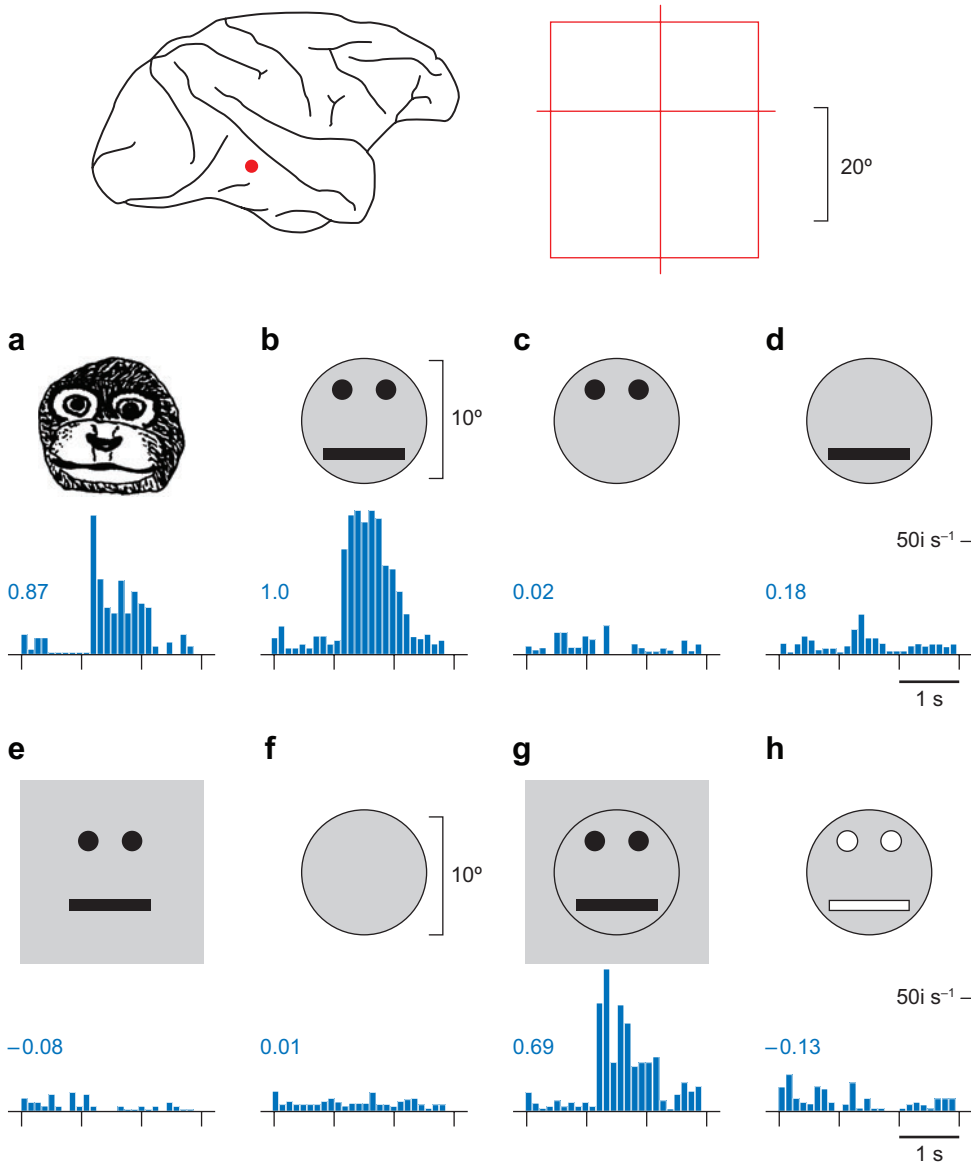 20º
a
b
c
d
10º
50i s⁻¹
0.87
1.0
0.02
0.18
1 s
e
f
g
h
10º
50i s⁻¹
–0.08
0.01
0.69
–0.13
1 s